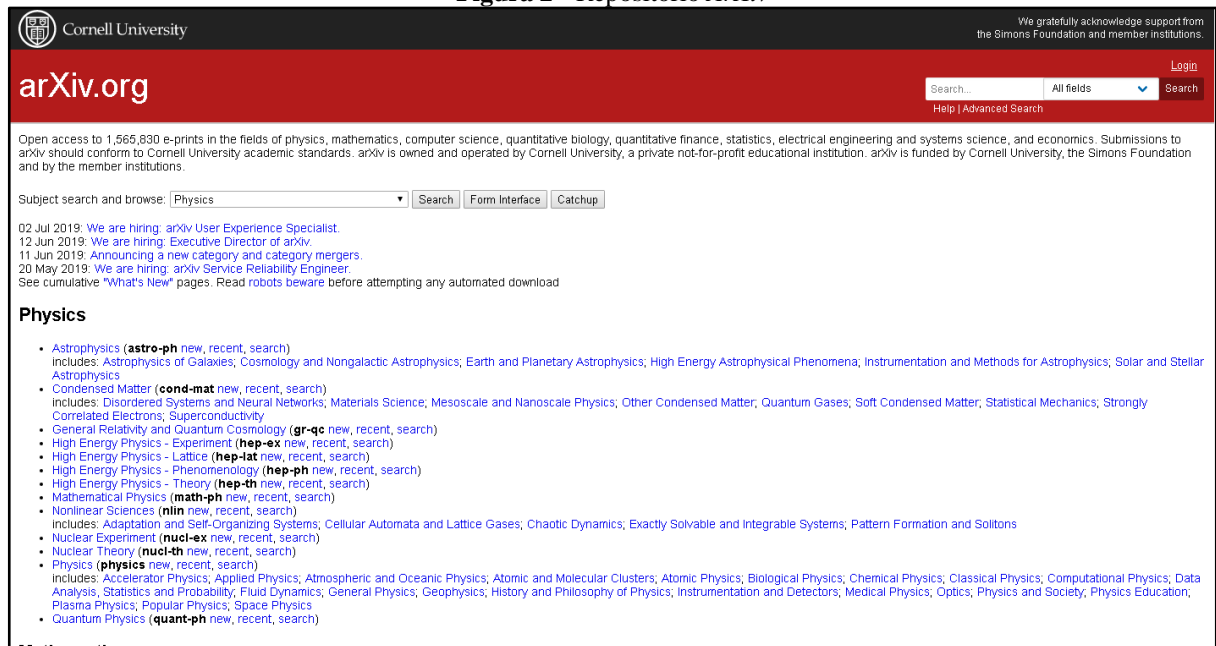 Cornell University
We gratefully acknowledge support from
the Simons Foundation and member institutions.
Login
arXiv.org
Search...
All fields
Search
Help | Advanced Search
Open access to 1,565,830 e-prints in the fields of physics, mathematics, computer science, quantitative biology, quantitative finance, statistics, electrical engineering and systems science, and economics. Submissions to
arXiv should conform to Cornell University academic standards. arXiv is owned and operated by Cornell University, a private not-for-profit educational institution. arXiv is funded by Cornell University, the Simons Foundation
and by the member institutions.
Subject search and browse: Physics Search Form Interface Catchup
02 Jul 2019: We are hiring: arXiv User Experience Specialist.
12 Jun 2019: We are hiring: Executive Director of arXiv.
11 Jun 2019: Announcing a new category and category mergers.
20 May 2019: We are hiring: arXiv Service Reliability Engineer.
See cumulative "What's New" pages. Read robots beware before attempting any automated download
Physics
• Astrophysics (astro-ph new, recent, search)
includes: Astrophysics of Galaxies; Cosmology and Nongalactic Astrophysics; Earth and Planetary Astrophysics; High Energy Astrophysical Phenomena; Instrumentation and Methods for Astrophysics; Solar and Stellar
Astrophysics
• Condensed Matter (cond-mat new, recent, search)
includes: Disordered Systems and Neural Networks; Materials Science; Mesoscale and Nanoscale Physics; Other Condensed Matter; Quantum Gases; Soft Condensed Matter; Statistical Mechanics; Strongly
Correlated Electrons; Superconductivity
• General Relativity and Quantum Cosmology (gr-qc new, recent, search)
• High Energy Physics - Experiment (hep-ex new, recent, search)
• High Energy Physics - Lattice (hep-lat new, recent, search)
• High Energy Physics - Phenomenology (hep-ph new, recent, search)
• High Energy Physics - Theory (hep-th new, recent, search)
• Mathematical Physics (math-ph new, recent, search)
• Nonlinear Sciences (nlin new, recent, search)
includes: Adaptation and Self-Organizing Systems; Cellular Automata and Lattice Gases; Chaotic Dynamics; Exactly Solvable and Integrable Systems; Pattern Formation and Solitons
• Nuclear Experiment (nucl-ex new, recent, search)
• Nuclear Theory (nucl-th new, recent, search)
• Physics (physics new, recent, search)
includes: Accelerator Physics; Applied Physics; Atmospheric and Oceanic Physics; Atomic and Molecular Clusters; Atomic Physics; Biological Physics; Chemical Physics; Classical Physics; Computational Physics; Data
Analysis, Statistics and Probability; Fluid Dynamics; General Physics; Geophysics; History and Philosophy of Physics; Instrumentation and Detectors; Medical Physics; Optics; Physics and Society; Physics Education;
Plasma Physics; Popular Physics; Space Physics
• Quantum Physics (quant-ph new, recent, search)